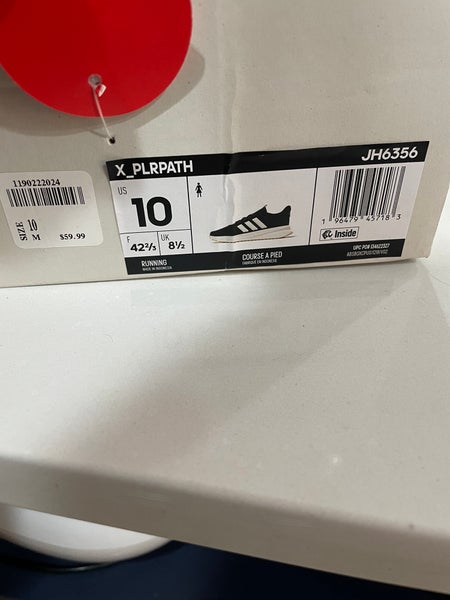 1190222024
SIZE 10
M $59.99
X_PLRPATH JH6356
US
10
F UK
42⅔ 8½
RUNNING
MADE IN INDONESIA
COURSE A PIED
FABRIQUE EN INDONESIE
1 96479 45718 3
Inside